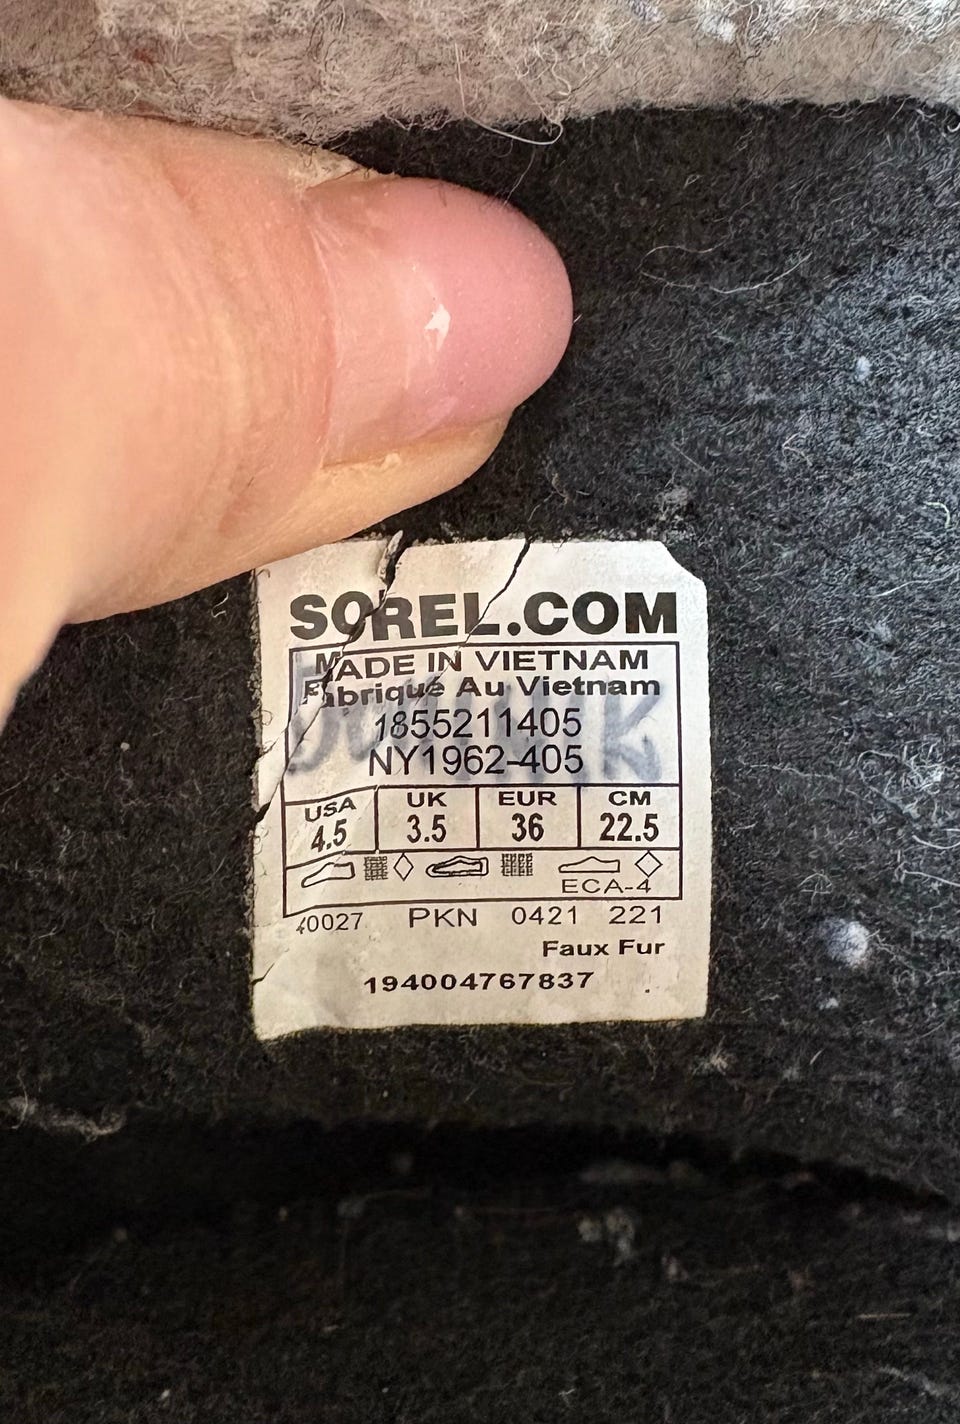 SOREL.COM
MADE IN VIETNAM
Fabriqué Au Vietnam
1855211405
NY1962-405
USA UK EUR CM
4.5 3.5 36 22.5
ECA-4
40027 PKN 0421 221
Faux Fur
194004767837